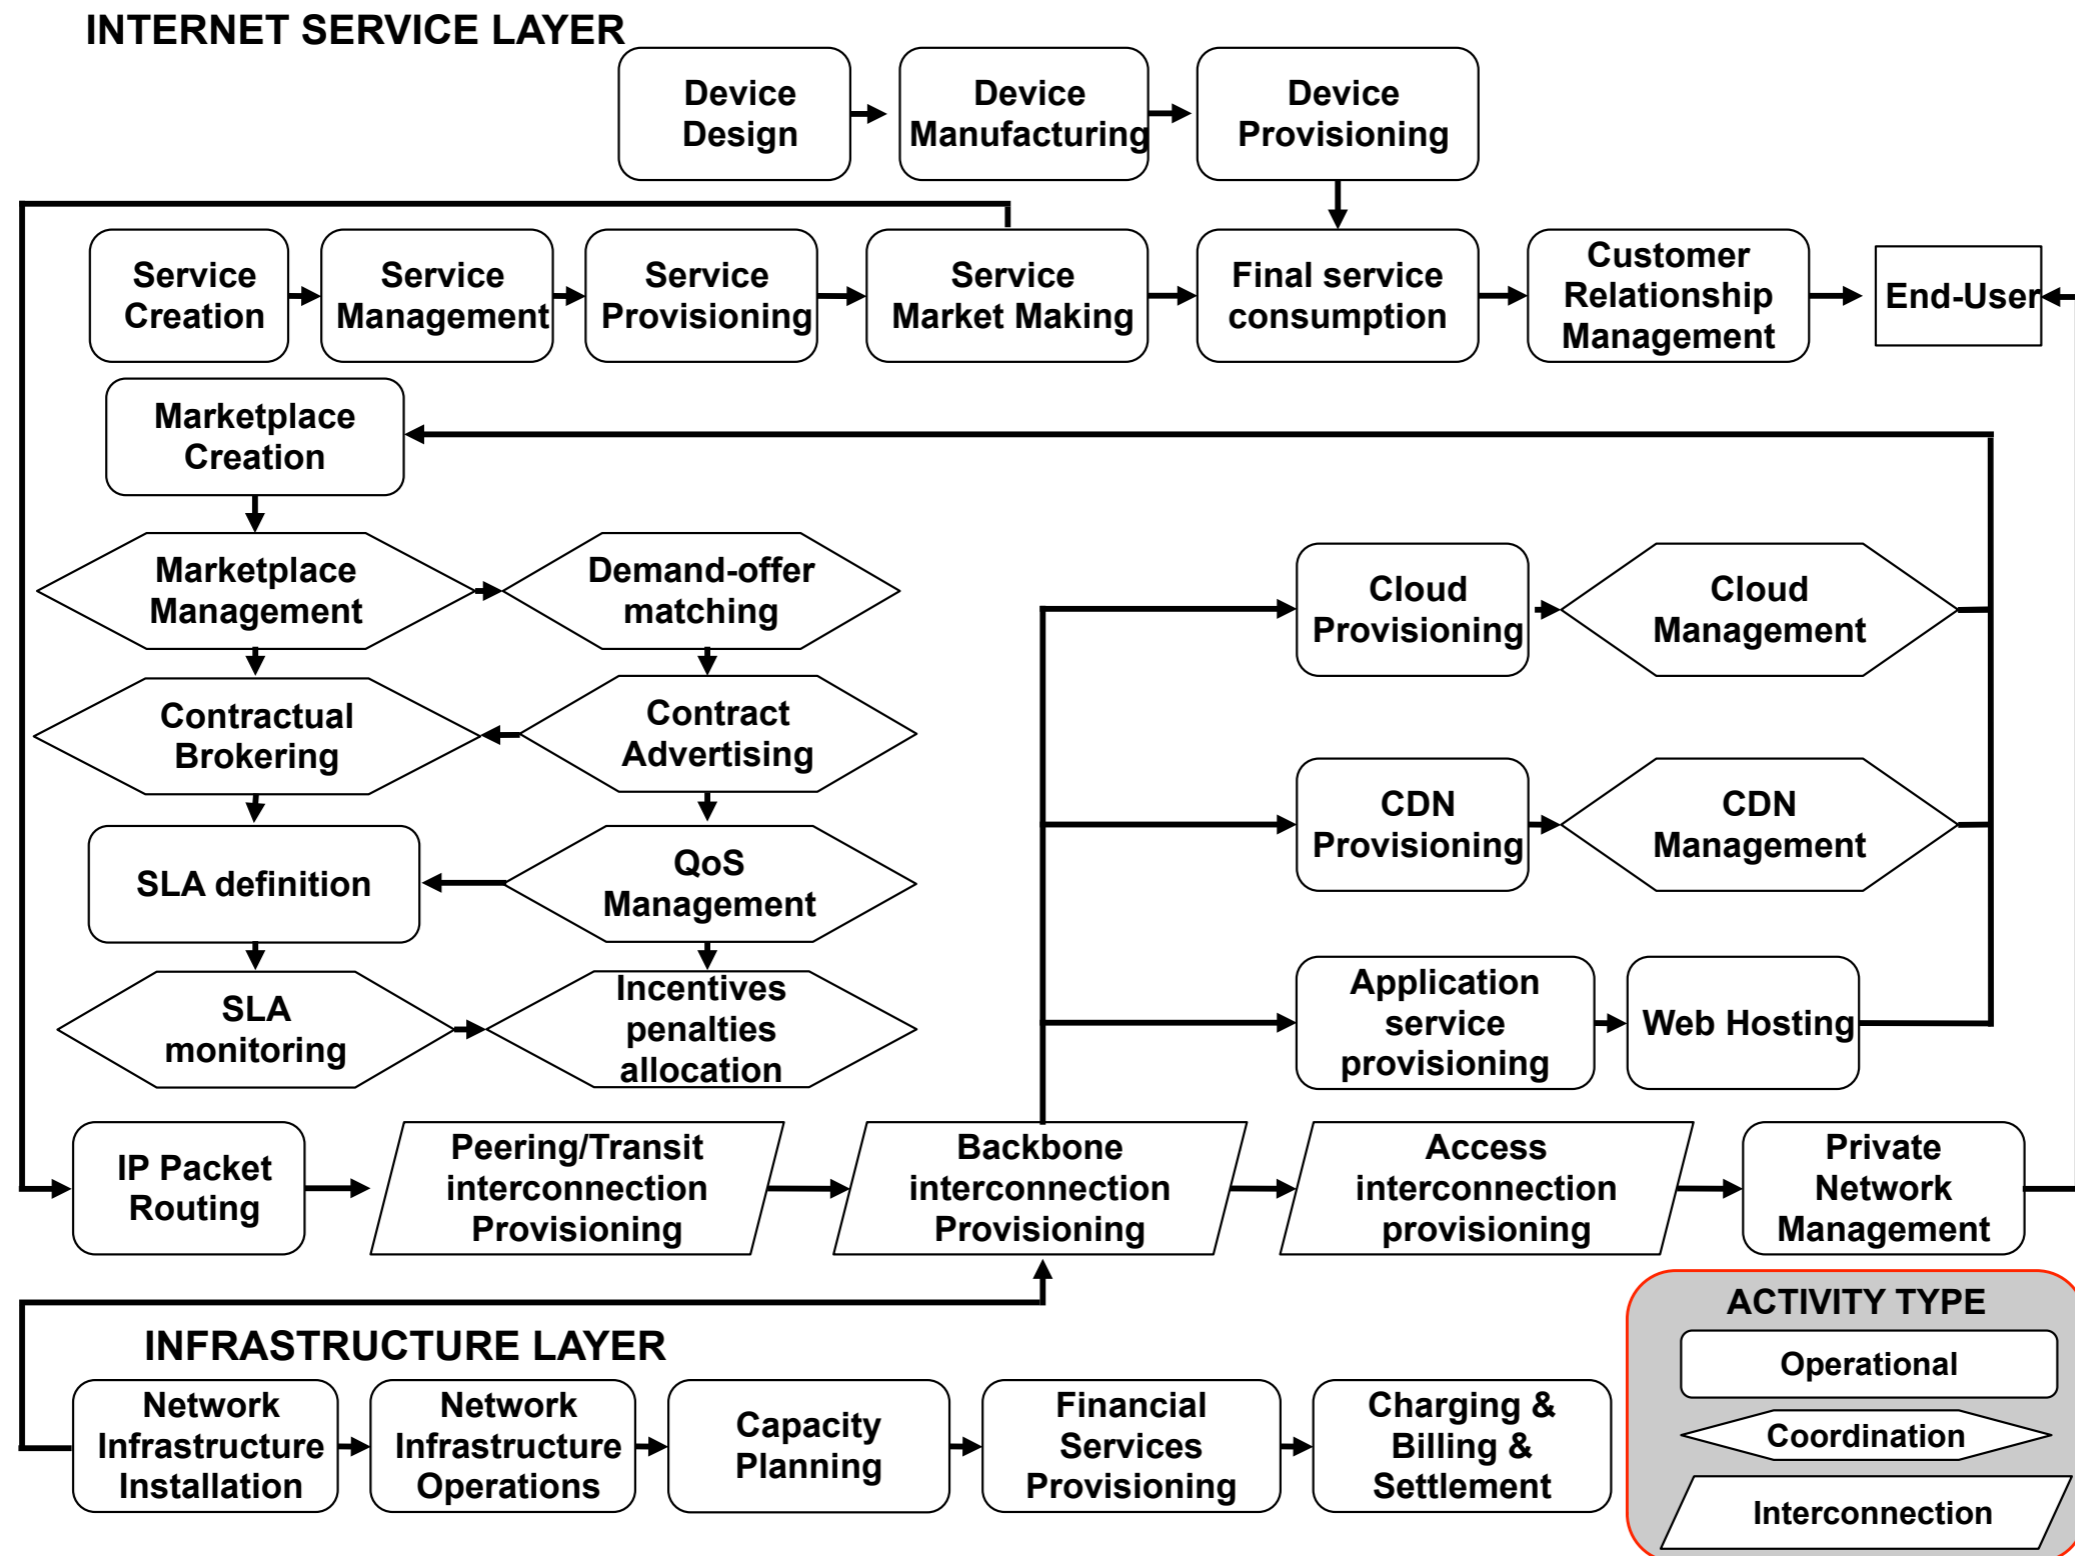 INTERNET SERVICE LAYER
Device
Design
Device
Manufacturing
Device
Provisioning
Service
Creation
Service
Management
Service
Provisioning
Service
Market Making
Final service
consumption
Customer
Relationship
Management
End-User
Marketplace
Creation
Marketplace
Management
Demand-offer
matching
Cloud
Provisioning
Cloud
Management
Contractual
Brokering
Contract
Advertising
CDN
Provisioning
CDN
Management
SLA definition
QoS
Management
SLA
monitoring
Incentives
penalties
allocation
Application
service
provisioning
Web Hosting
IP Packet
Routing
Peering/Transit
interconnection
Provisioning
Backbone
interconnection
Provisioning
Access
interconnection
provisioning
Private
Network
Management
INFRASTRUCTURE LAYER
Network
Infrastructure
Installation
Network
Infrastructure
Operations
Capacity
Planning
Financial
Services
Provisioning
Charging &
Billing &
Settlement
ACTIVITY TYPE
Operational
Coordination
Interconnection